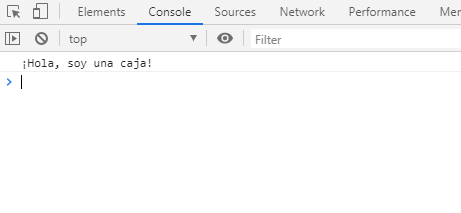 Elements Console Sources Network Performance Mer
top Filter
¡Hola, soy una caja!